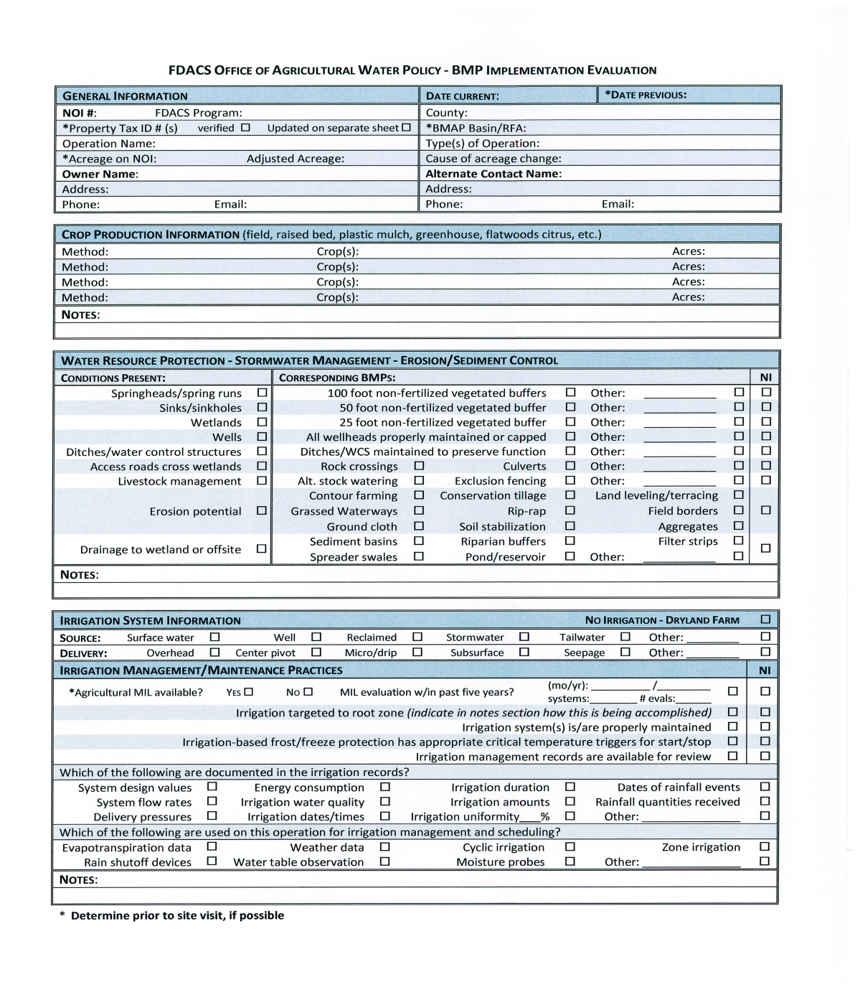 FDACS OFFICE OF AGRICULTURAL WATER POLICY - BMP IMPLEMENTATION EVALUATION
GENERAL INFORMATION DATE CURRENT: *DATE PREVIOUS:
NOI #: FDACS Program: County:
*Property Tax ID # (s) verified ☐ Updated on separate sheet ☐ *BMAP Basin/RFA:
Operation Name: Type(s) of Operation:
*Acreage on NOI: Adjusted Acreage: Cause of acreage change:
Owner Name: Alternate Contact Name:
Address: Address:
Phone: Email: Phone: Email:
CROP PRODUCTION INFORMATION (field, raised bed, plastic mulch, greenhouse, flatwoods citrus, etc.)
Method: Crop(s): Acres:
Method: Crop(s): Acres:
Method: Crop(s): Acres:
Method: Crop(s): Acres:
NOTES:
WATER RESOURCE PROTECTION - STORMWATER MANAGEMENT - EROSION/SEDIMENT CONTROL
CONDITIONS PRESENT: CORRESPONDING BMPS: NI
Springheads/spring runs ☐ 100 foot non-fertilized vegetated buffers ☐ Other: __________ ☐ ☐
Sinks/sinkholes ☐ 50 foot non-fertilized vegetated buffer ☐ Other: __________ ☐ ☐
Wetlands ☐ 25 foot non-fertilized vegetated buffer ☐ Other: __________ ☐ ☐
Wells ☐ All wellheads properly maintained or capped ☐ Other: __________ ☐ ☐
Ditches/water control structures ☐ Ditches/WCS maintained to preserve function ☐ Other: __________ ☐ ☐
Access roads cross wetlands ☐ Rock crossings ☐ Culverts ☐ Other: __________ ☐ ☐
Livestock management ☐ Alt. stock watering ☐ Exclusion fencing ☐ Other: __________ ☐ ☐
Contour farming ☐ Conservation tillage ☐ Land leveling/terracing ☐
Erosion potential ☐ Grassed Waterways ☐ Rip-rap ☐ Field borders ☐ ☐
Ground cloth ☐ Soil stabilization ☐ Aggregates ☐
Sediment basins ☐ Riparian buffers ☐ Filter strips ☐
Drainage to wetland or offsite ☐ ☐
Spreader swales ☐ Pond/reservoir ☐ Other: __________ ☐
NOTES:
IRRIGATION SYSTEM INFORMATION NO IRRIGATION - DRYLAND FARM ☐
SOURCE: Surface water ☐ Well ☐ Reclaimed ☐ Stormwater ☐ Tailwater ☐ Other: _______ ☐
DELIVERY: Overhead ☐ Center pivot ☐ Micro/drip ☐ Subsurface ☐ Seepage ☐ Other: _______ ☐
IRRIGATION MANAGEMENT/MAINTENANCE PRACTICES NI
*Agricultural MIL available? YES ☐ NO ☐ MIL evaluation w/in past five years? (mo/yr): ________ /________ ☐ ☐
systems:_______ # evals:_____
Irrigation targeted to root zone (indicate in notes section how this is being accomplished) ☐ ☐
Irrigation system(s) is/are properly maintained ☐ ☐
Irrigation-based frost/freeze protection has appropriate critical temperature triggers for start/stop ☐ ☐
Irrigation management records are available for review ☐ ☐
Which of the following are documented in the irrigation records?
System design values ☐ Energy consumption ☐ Irrigation duration ☐ Dates of rainfall events ☐
System flow rates ☐ Irrigation water quality ☐ Irrigation amounts ☐ Rainfall quantities received ☐
Delivery pressures ☐ Irrigation dates/times ☐ Irrigation uniformity___% ☐ Other: _____________ ☐
Which of the following are used on this operation for irrigation management and scheduling?
Evapotranspiration data ☐ Weather data ☐ Cyclic irrigation ☐ Zone irrigation ☐
Rain shutoff devices ☐ Water table observation ☐ Moisture probes ☐ Other: _____________ ☐
NOTES:
* Determine prior to site visit, if possible